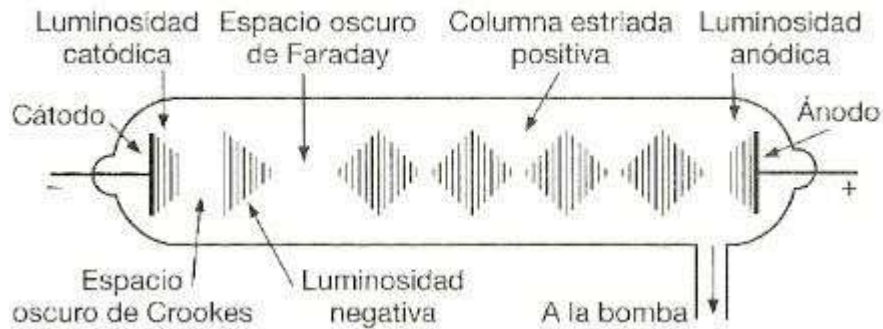 Luminosidad
catódica
Espacio oscuro
de Faraday
Columna estriada
positiva
Luminosidad
anódica
Cátodo
Ánodo
-
+
Espacio
oscuro de Crookes
Luminosidad
negativa
A la bomba